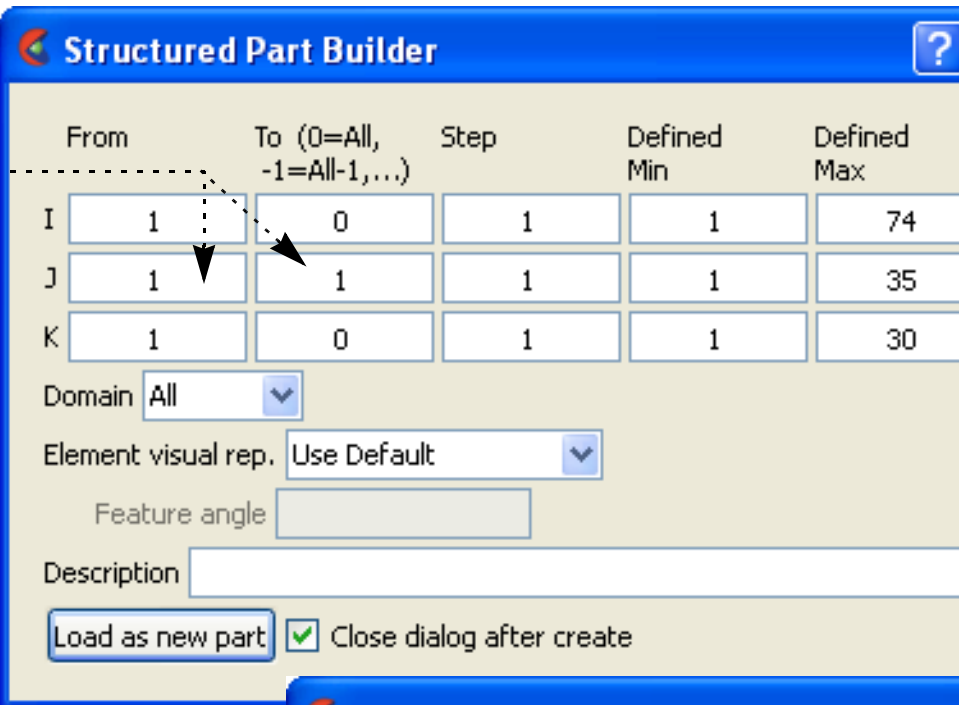 Structured Part Builder ?
From To (0=All, Step Defined Defined
-1=All-1,...) Min Max
I 1 0 1 1 74
J 1 1 1 1 35
K 1 0 1 1 30
Domain All
Element visual rep. Use Default
Feature angle
Description
Load as new part Close dialog after create